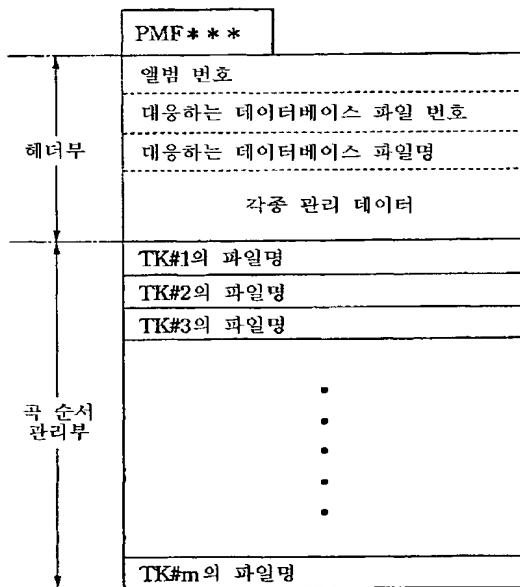 PMF＊＊＊
앨범 번호
대응하는 데이터베이스 파일 번호
헤더부
대응하는 데이터베이스 파일명
각종 관리 데이터
TK#1의 파일명
TK#2의 파일명
TK#3의 파일명
곡 순서
관리부
TK#m의 파일명